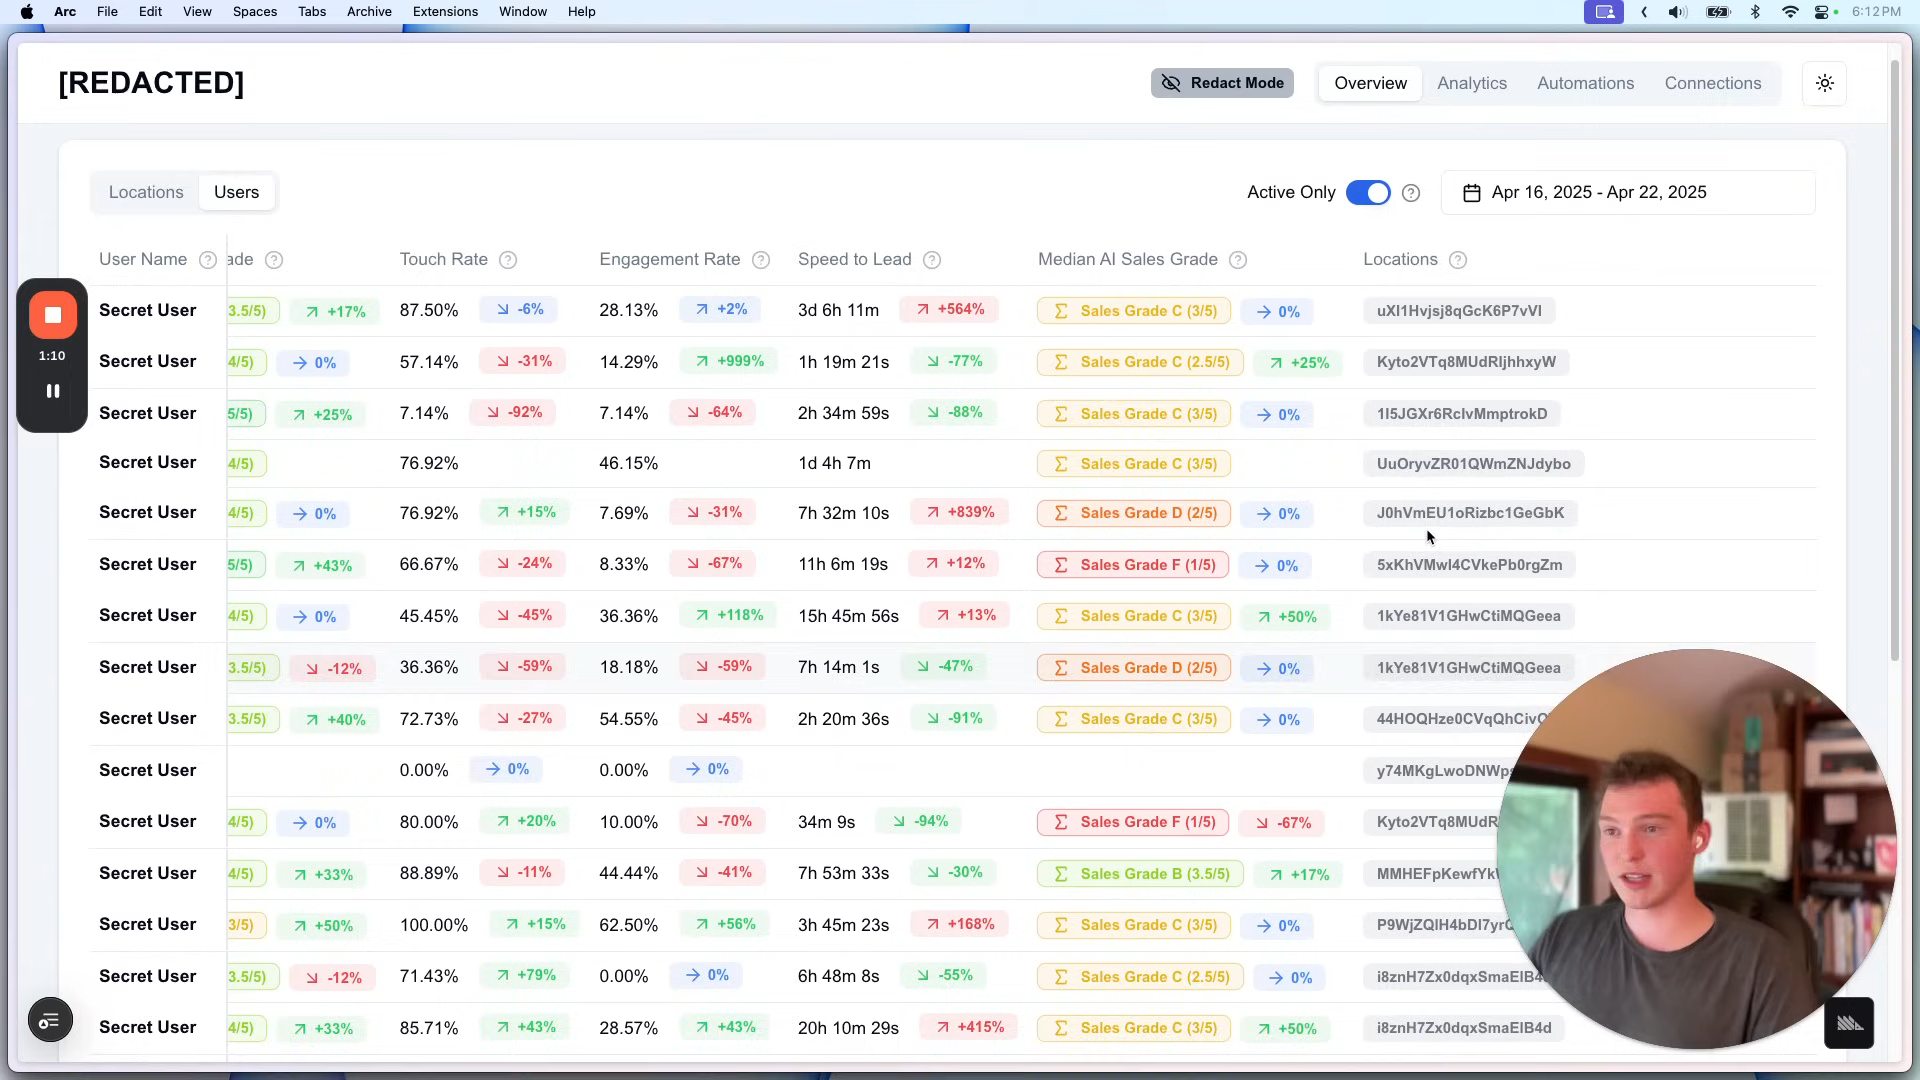 Arc File Edit View Spaces Tabs Archive Extensions Window Help 6:12 PM
[REDACTED] Redact Mode Overview Analytics Automations Connections
Locations Users Active Only Apr 16, 2025 - Apr 22, 2025
User Name ade Touch Rate Engagement Rate Speed to Lead Median AI Sales Grade Locations
Secret User 3.5/5) +17% 87.50% -6% 28.13% +2% 3d 6h 11m +564% Sales Grade C (3/5) 0% uXI1Hvjsj8qGcK6P7vVI
1:10
Secret User 4/5) 0% 57.14% -31% 14.29% +999% 1h 19m 21s -77% Sales Grade C (2.5/5) +25% Kyto2VTq8MUdRIjhhxyW
Secret User 5/5) +25% 7.14% -92% 7.14% -64% 2h 34m 59s -88% Sales Grade C (3/5) 0% 1I5JGXr6RcIvMmptrokD
Secret User 4/5) 76.92% 46.15% 1d 4h 7m Sales Grade C (3/5) UuOryvZR01QWmZNJdybo
Secret User 4/5) 0% 76.92% +15% 7.69% -31% 7h 32m 10s +839% Sales Grade D (2/5) 0% J0hVmEU1oRizbc1GeGbK
Secret User 5/5) +43% 66.67% -24% 8.33% -67% 11h 6m 19s +12% Sales Grade F (1/5) 0% 5xKhVMwI4CVkePb0rgZm
Secret User 4/5) 0% 45.45% -45% 36.36% +118% 15h 45m 56s +13% Sales Grade C (3/5) +50% 1kYe81V1GHwCtiMQGeea
Secret User 3.5/5) -12% 36.36% -59% 18.18% -59% 7h 14m 1s -47% Sales Grade D (2/5) 0% 1kYe81V1GHwCtiMQGeea
Secret User 3.5/5) +40% 72.73% -27% 54.55% -45% 2h 20m 36s -91% Sales Grade C (3/5) 0% 44HOQHze0CVqQhCiv
Secret User 0.00% 0% 0.00% 0% y74MKgLwoDNWp
Secret User 4/5) 0% 80.00% +20% 10.00% -70% 34m 9s -94% Sales Grade F (1/5) -67% Kyto2VTq8MUdR
Secret User 4/5) +33% 88.89% -11% 44.44% -41% 7h 53m 33s -30% Sales Grade B (3.5/5) +17% MMHEFpKewfYk
Secret User 3/5) +50% 100.00% +15% 62.50% +56% 3h 45m 23s +168% Sales Grade C (3/5) 0% P9WjZQIH4bDI7yr
Secret User 3.5/5) -12% 71.43% +79% 0.00% 0% 6h 48m 8s -55% Sales Grade C (2.5/5) 0% i8znH7Zx0dqxSmaEIB4
Secret User 4/5) +33% 85.71% +43% 28.57% +43% 20h 10m 29s +415% Sales Grade C (3/5) +50% i8znH7Zx0dqxSmaEIB4d